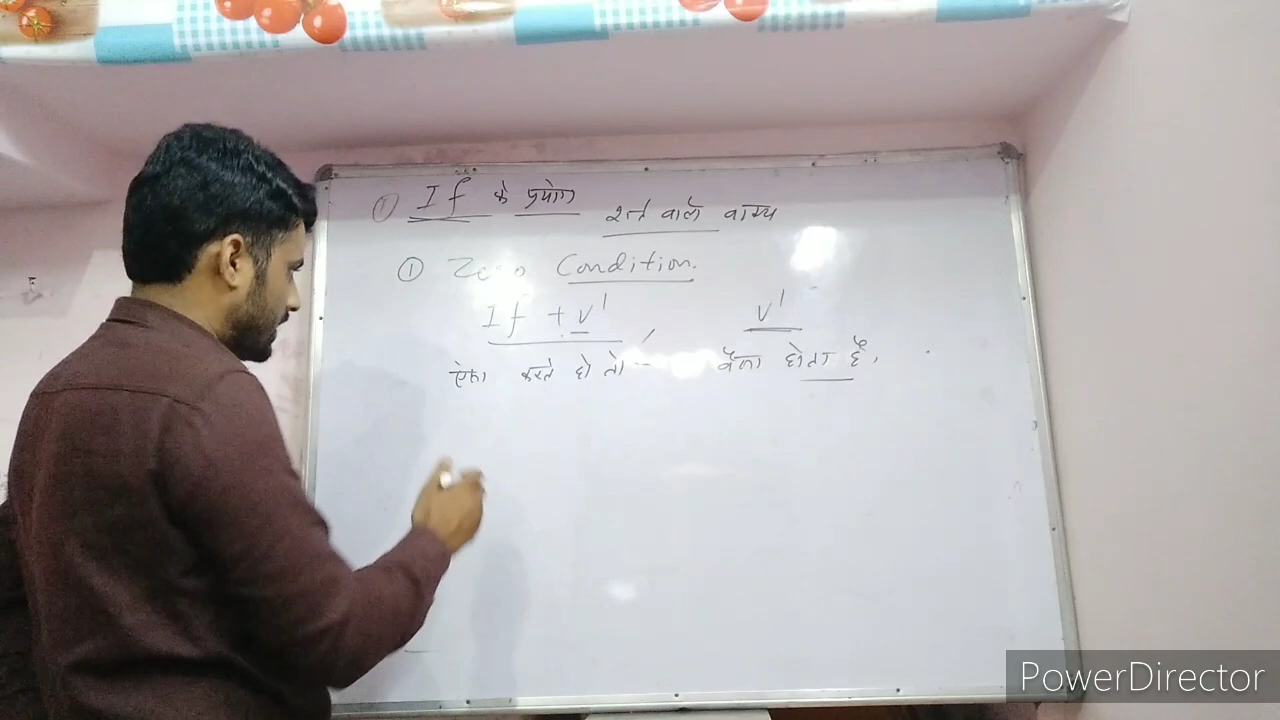 ① If के प्रयोग शर्त वाले वाक्य
① Zero Condition.
If + v¹ , v¹
ऐसा करते हो तो - वैसा होता है,
PowerDirector